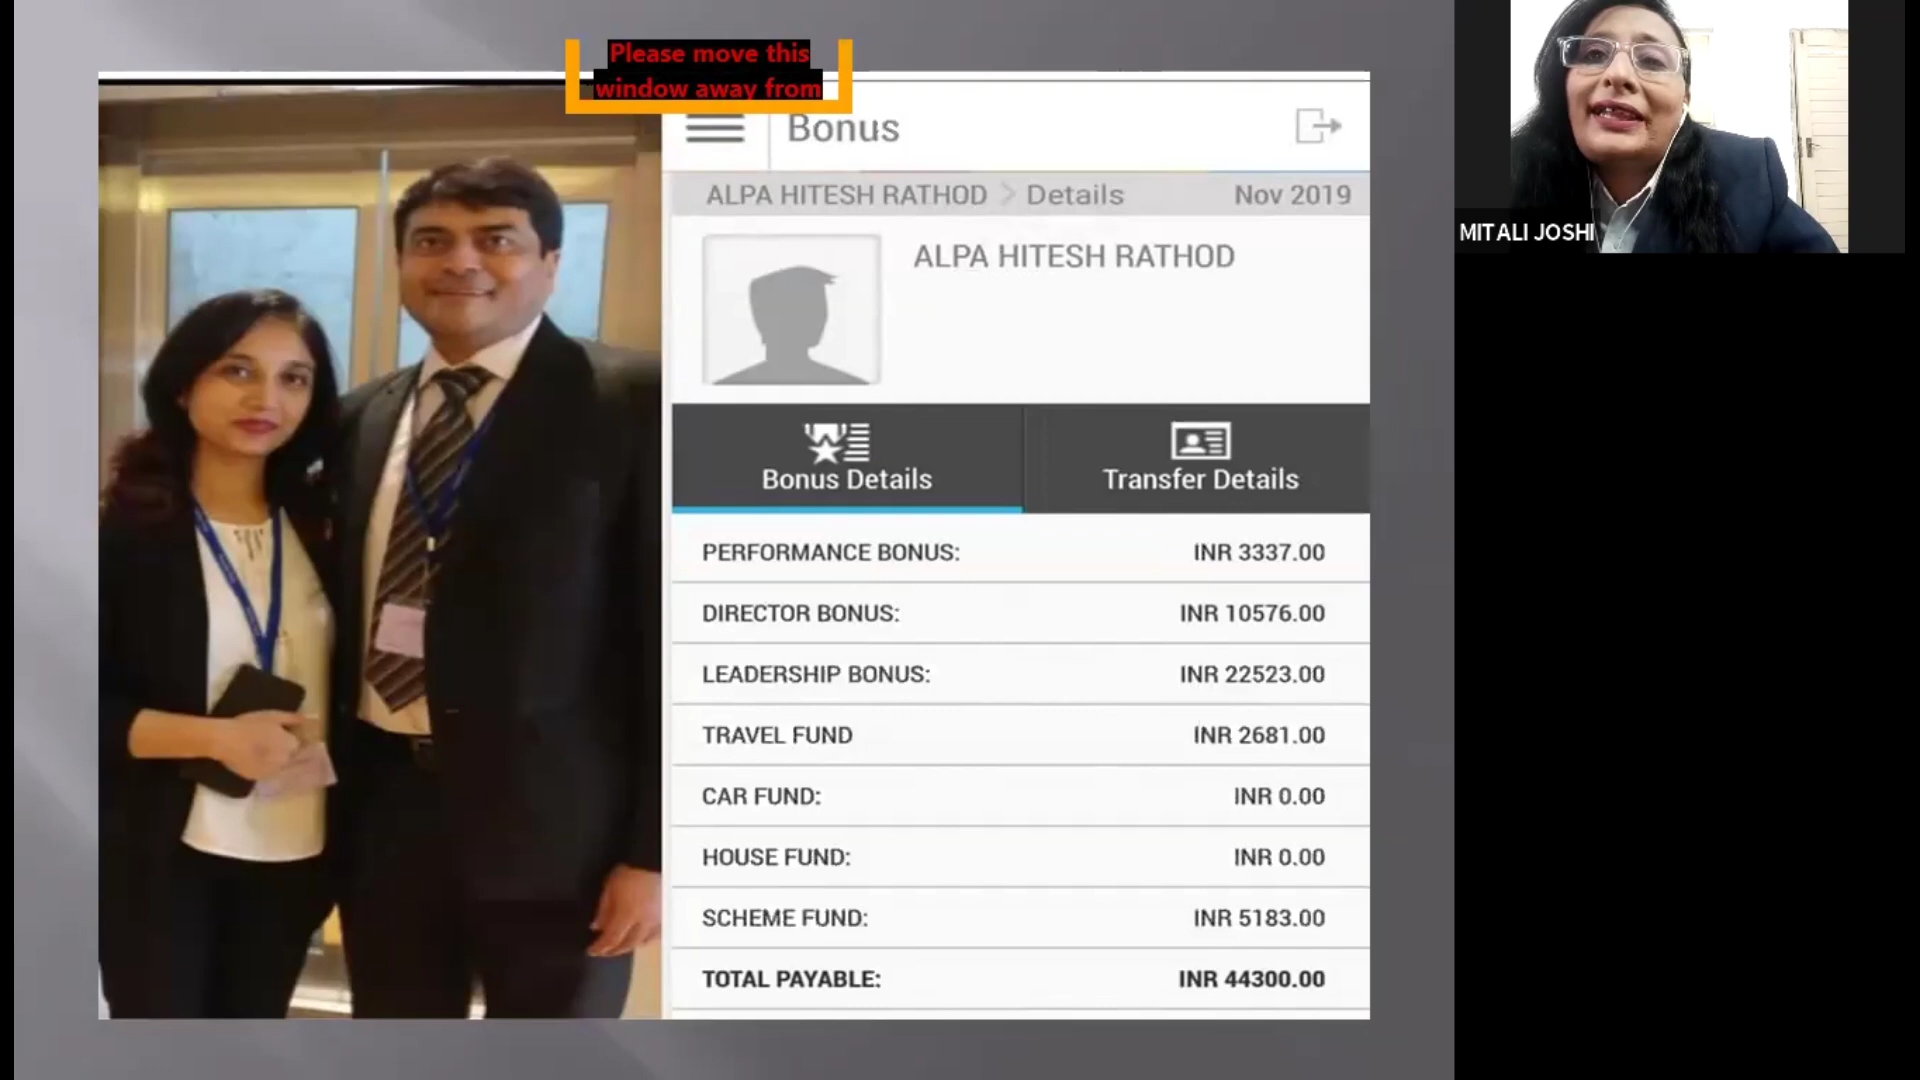 Please move this
window away from
Bonus
ALPA HITESH RATHOD > Details Nov 2019
ALPA HITESH RATHOD
Bonus Details Transfer Details
PERFORMANCE BONUS: INR 3337.00
DIRECTOR BONUS: INR 10576.00
LEADERSHIP BONUS: INR 22523.00
TRAVEL FUND INR 2681.00
CAR FUND: INR 0.00
HOUSE FUND: INR 0.00
SCHEME FUND: INR 5183.00
TOTAL PAYABLE: INR 44300.00
MITALI JOSHI